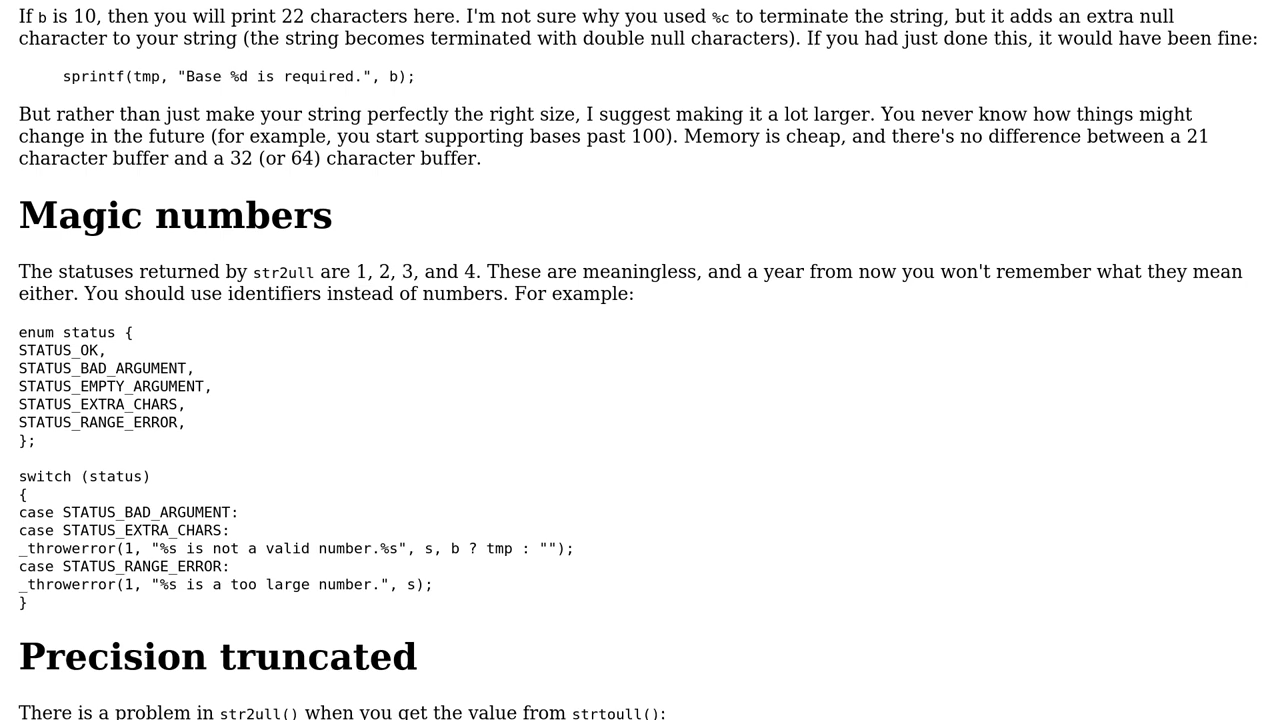 If b is 10, then you will print 22 characters here. I'm not sure why you used %c to terminate the string, but it adds an extra null
character to your string (the string becomes terminated with double null characters). If you had just done this, it would have been fine:
sprintf(tmp, "Base %d is required.", b);
But rather than just make your string perfectly the right size, I suggest making it a lot larger. You never know how things might
change in the future (for example, you start supporting bases past 100). Memory is cheap, and there's no difference between a 21
character buffer and a 32 (or 64) character buffer.
Magic numbers
The statuses returned by str2ull are 1, 2, 3, and 4. These are meaningless, and a year from now you won't remember what they mean
either. You should use identifiers instead of numbers. For example:
enum status {
STATUS_OK,
STATUS_BAD_ARGUMENT,
STATUS_EMPTY_ARGUMENT,
STATUS_EXTRA_CHARS,
STATUS_RANGE_ERROR,
};
switch (status)
{
case STATUS_BAD_ARGUMENT:
case STATUS_EXTRA_CHARS:
_throwerror(1, "%s is not a valid number.%s", s, b ? tmp : "");
case STATUS_RANGE_ERROR:
_throwerror(1, "%s is a too large number.", s);
}
Precision truncated
There is a problem in str2ull() when you get the value from strtoull():